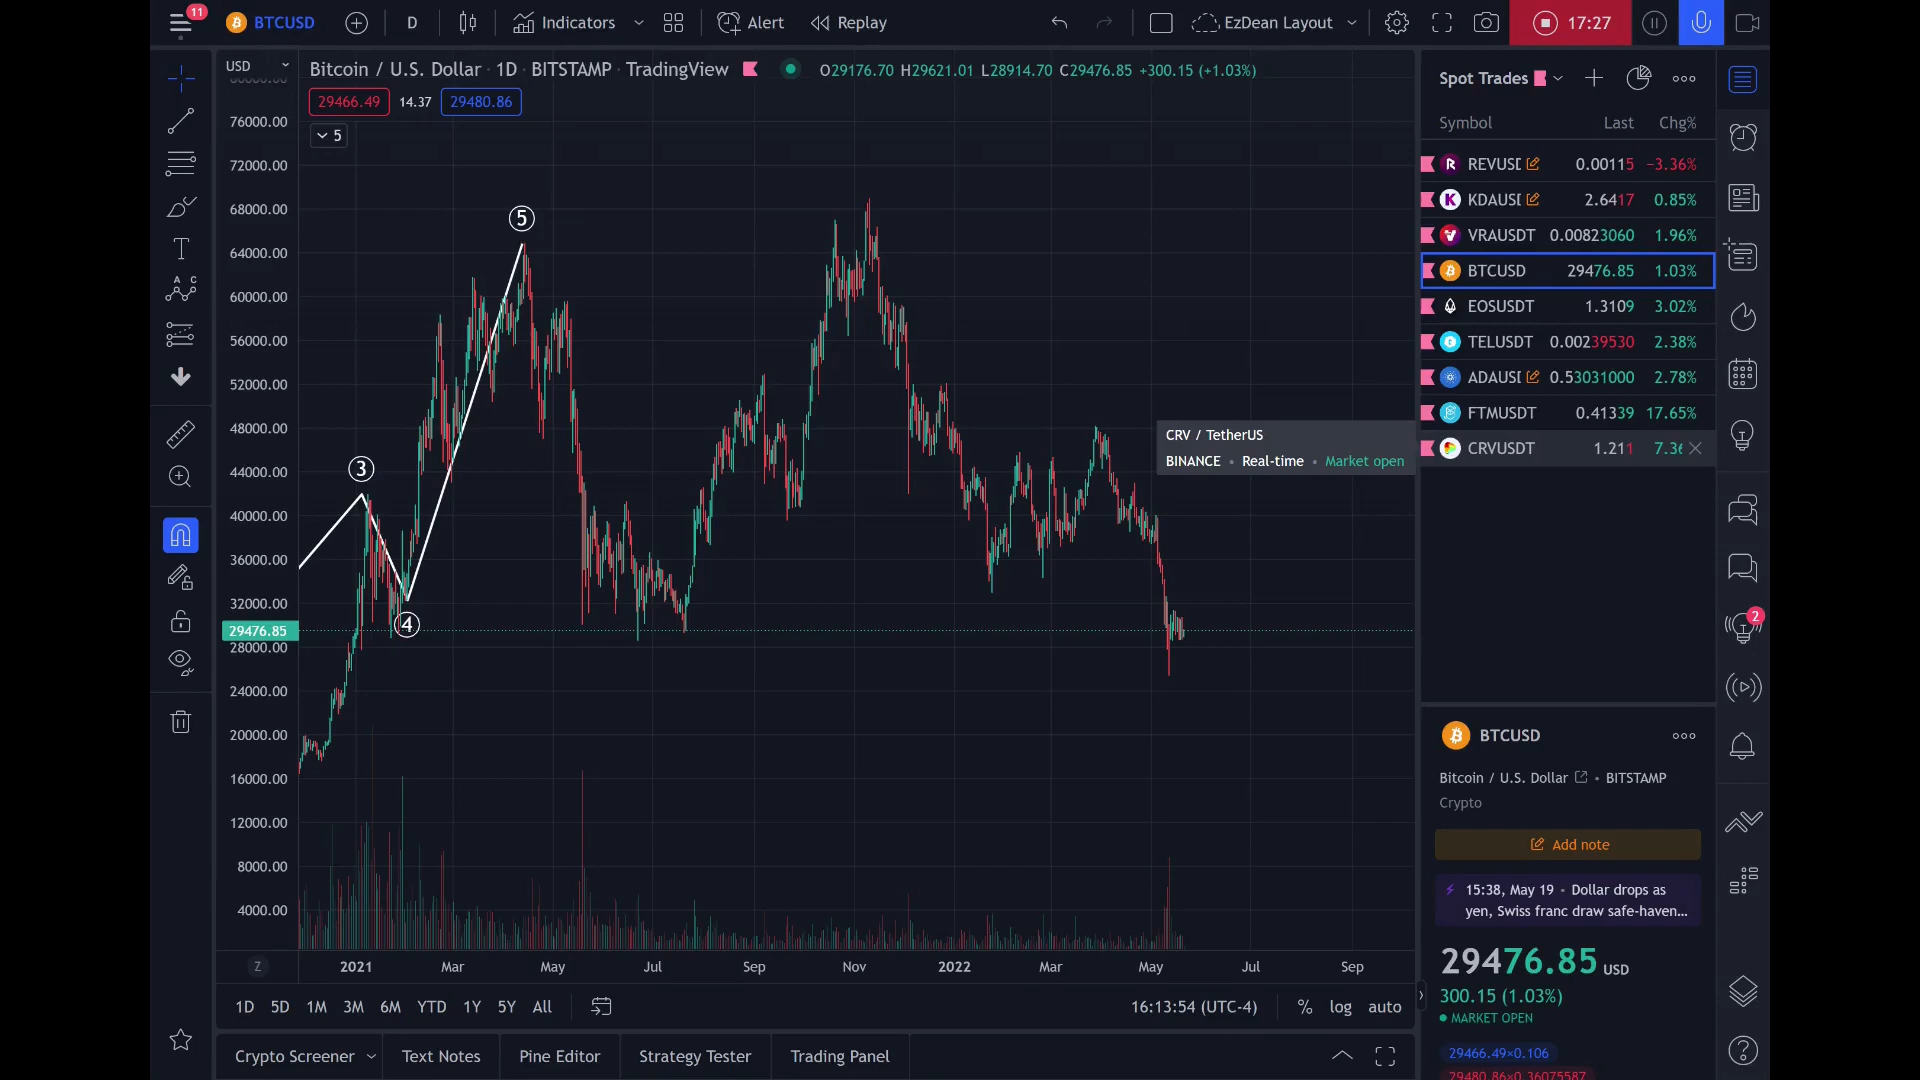 11
BTCUSD
D
Indicators
Alert
Replay
EzDean Layout
17:27
USD
Bitcoin / U.S. Dollar · 1D · BITSTAMP · TradingView
O29176.70 H29621.01 L28914.70 C29476.85 +300.15 (+1.03%)
29466.49
14.37
29480.86
5
76000.00
72000.00
68000.00
64000.00
60000.00
56000.00
52000.00
48000.00
44000.00
40000.00
36000.00
32000.00
29476.85
28000.00
24000.00
20000.00
16000.00
12000.00
8000.00
4000.00
5
3
4
CRV / TetherUS
BINANCE • Real-time • Market open
Z
2021 Mar May Jul Sep Nov 2022 Mar May Jul Sep
1D 5D 1M 3M 6M YTD 1Y 5Y All
16:13:54 (UTC-4)
% log auto
Crypto Screener
Text Notes
Pine Editor
Strategy Tester
Trading Panel
Spot Trades
Symbol Last Chg%
REVUSD 0.00115 −3.36%
KDAUSD 2.6417 0.85%
VRAUSDT 0.00823060 1.96%
BTCUSD 29476.85 1.03%
EOSUSDT 1.3109 3.02%
TELUSDT 0.00239530 2.38%
ADAUSD 0.53031000 2.78%
FTMUSDT 0.41339 17.65%
CRVUSDT 1.211 7.36
2
BTCUSD
Bitcoin / U.S. Dollar • BITSTAMP
Crypto
Add note
15:38, May 19 • Dollar drops as
yen, Swiss franc draw safe-haven...
29476.85 USD
300.15 (1.03%)
MARKET OPEN
29466.49×0.106
29480.86×0.36075587